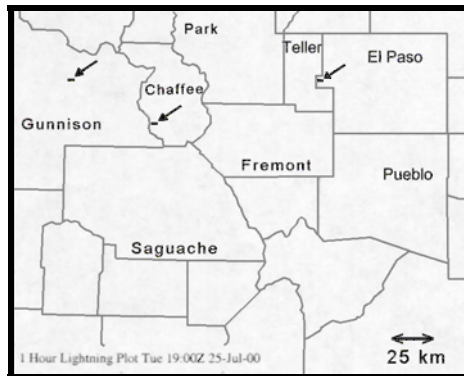 Park
Teller
El Paso
Chaffee
Gunnison
Fremont
Pueblo
Saguache
1 Hour Lightning Plot Tue 19:00Z 25-Jul-00
25 km